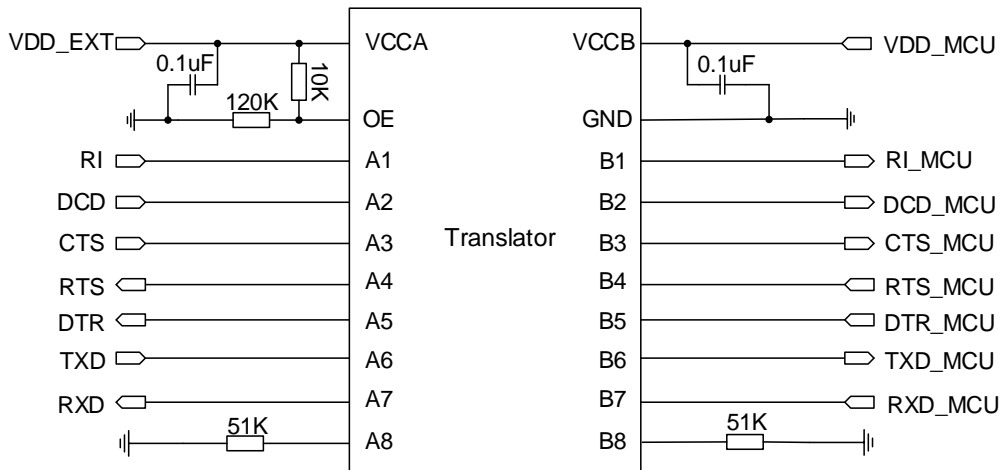 VDD_EXT VCCA VCCB VDD_MCU
0.1uF 10K 0.1uF
120K
OE GND
RI A1 B1 RI_MCU
DCD A2 B2 DCD_MCU
CTS A3 Translator B3 CTS_MCU
RTS A4 B4 RTS_MCU
DTR A5 B5 DTR_MCU
TXD A6 B6 TXD_MCU
RXD A7 B7 RXD_MCU
51K A8 B8 51K